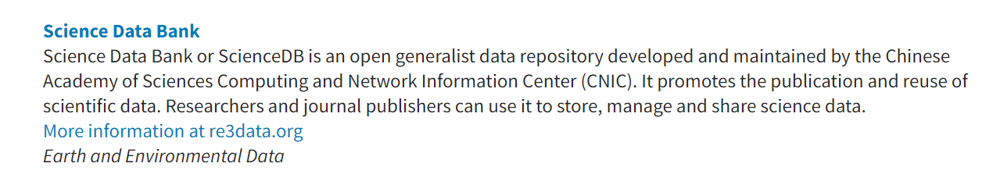 Science Data Bank
Science Data Bank or ScienceDB is an open generalist data repository developed and maintained by the Chinese
Academy of Sciences Computing and Network Information Center (CNIC). It promotes the publication and reuse of
scientific data. Researchers and journal publishers can use it to store, manage and share science data.
More information at re3data.org
Earth and Environmental Data